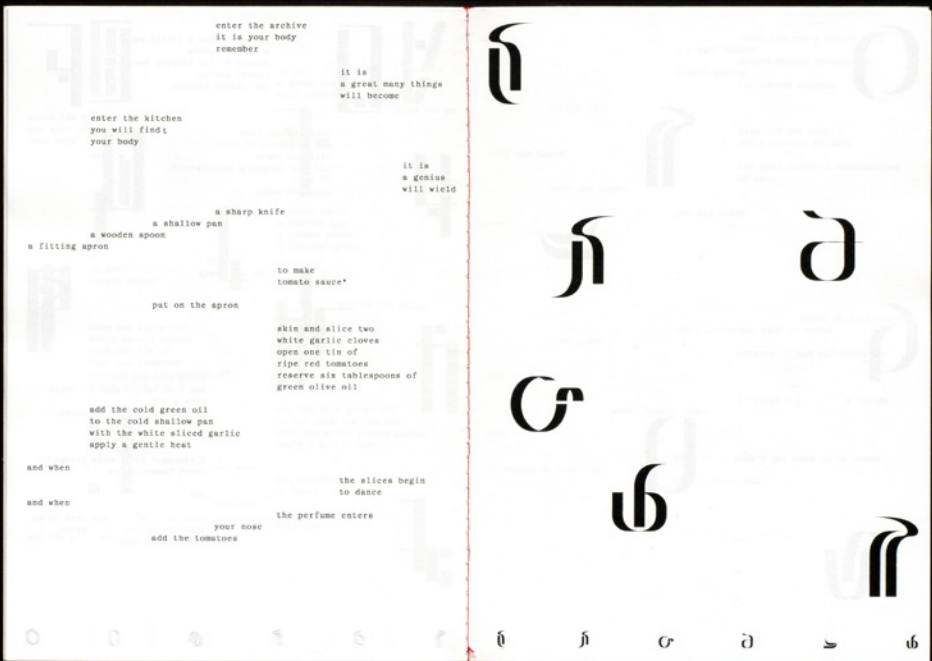 enter the archive
it is your body
remember
it is
a great many things
will become
enter the kitchen
you will find;
your body
it is
a genius
will wield
a sharp knife
a shallow pan
a wooden spoon
a fitting apron
to make
tomato sauce*
put on the apron
skin and slice two
white garlic cloves
open one tin of
ripe red tomatoes
reserve six tablespoons of
green olive oil
add the cold green oil
to the cold shallow pan
with the white sliced garlic
apply a gentle heat
and when
the slices begin
to dance
and when
the perfume enters
your nose
add the tomatoes